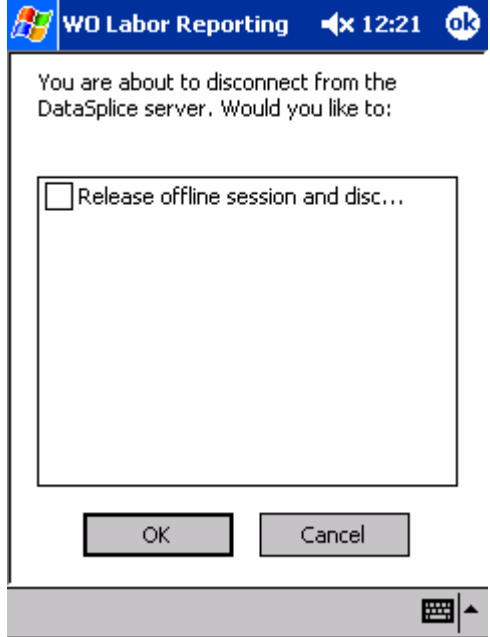 WO Labor Reporting 12:21 ok
You are about to disconnect from the
DataSplice server. Would you like to:
Release offline session and disc...
OK Cancel